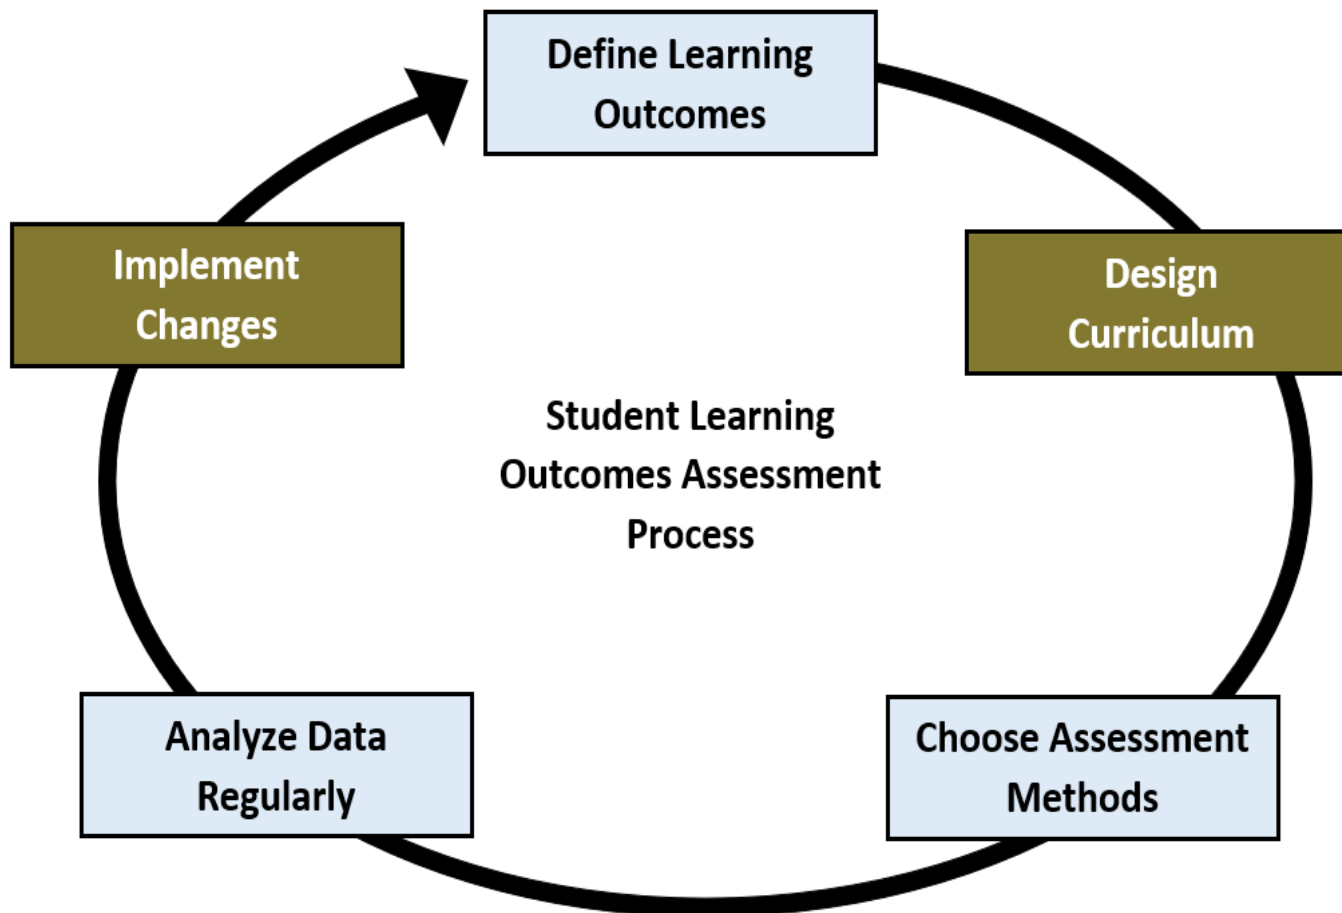 Define Learning
Outcomes
Design
Curriculum
Choose Assessment
Methods
Analyze Data
Regularly
Implement
Changes
Student Learning
Outcomes Assessment
Process